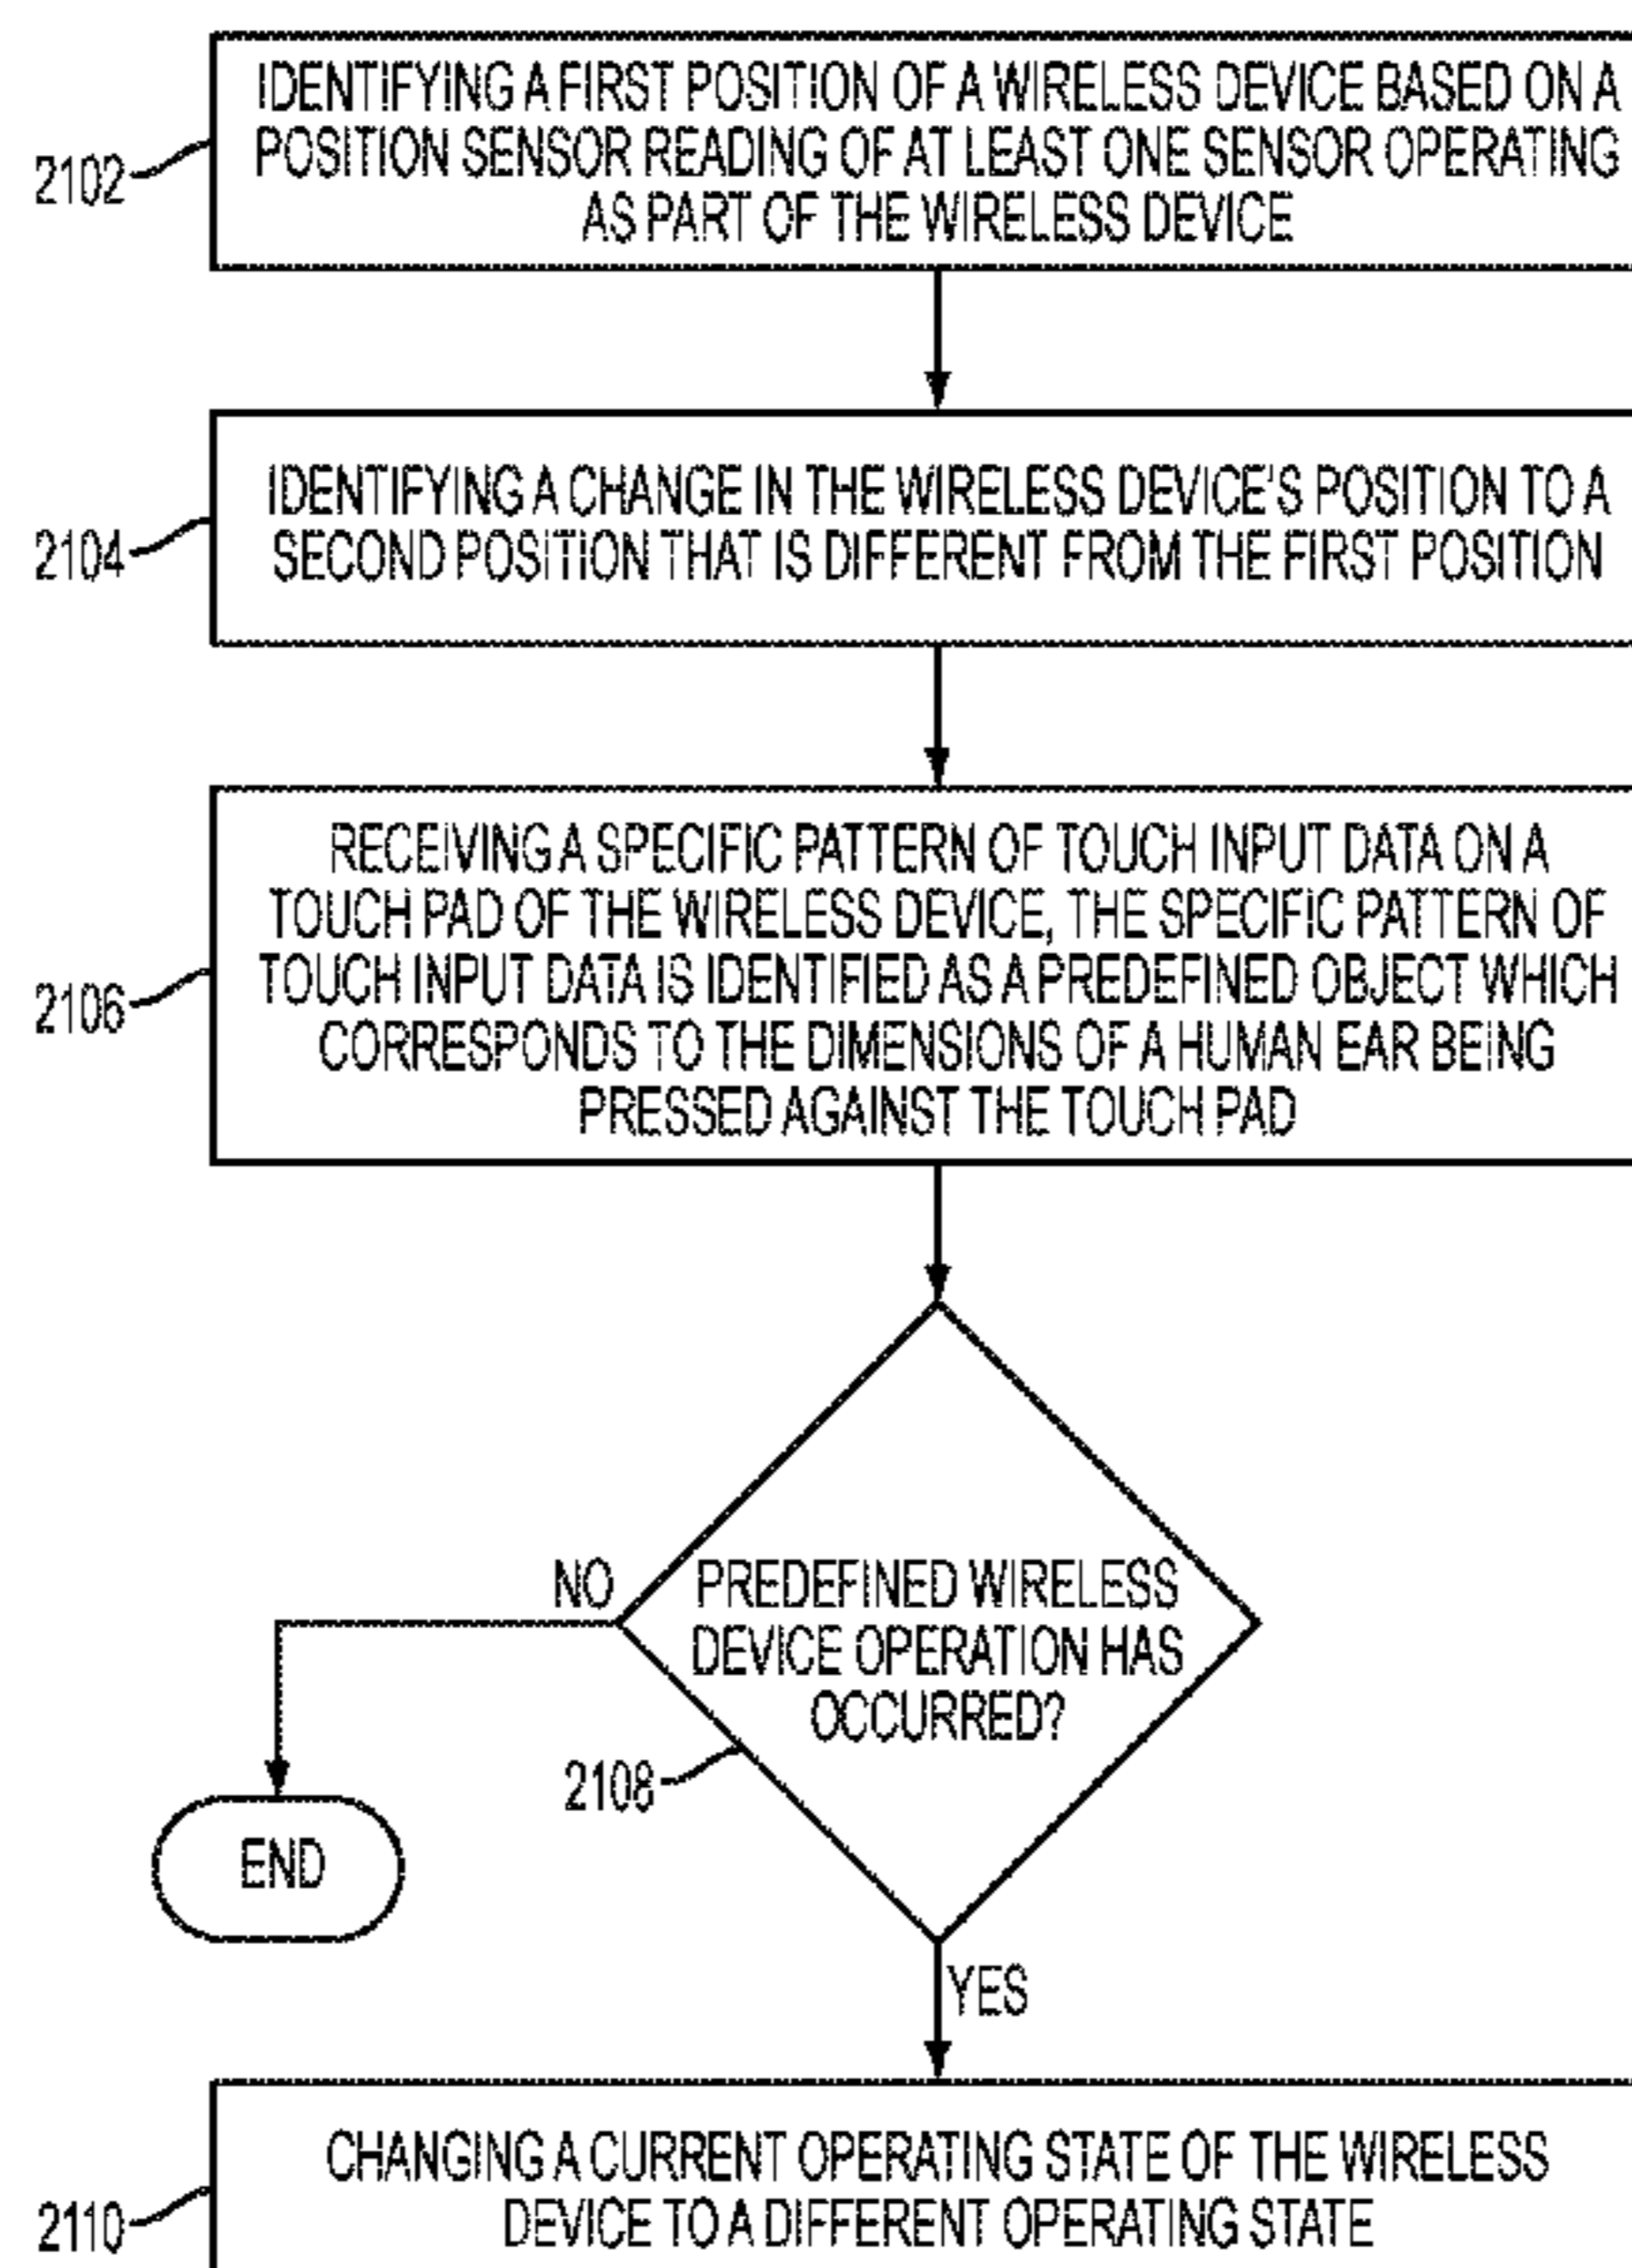 IDENTIFYING A FIRST POSITION OF A WIRELESS DEVICE BASED ON A
POSITION SENSOR READING OF AT LEAST ONE SENSOR OPERATING
AS PART OF THE WIRELESS DEVICE
2102
IDENTIFYING A CHANGE IN THE WIRELESS DEVICE'S POSITION TO A
SECOND POSITION THAT IS DIFFERENT FROM THE FIRST POSITION
2104
RECEIVING A SPECIFIC PATTERN OF TOUCH INPUT DATA ON A
TOUCH PAD OF THE WIRELESS DEVICE, THE SPECIFIC PATTERN OF
TOUCH INPUT DATA IS IDENTIFIED AS A PREDEFINED OBJECT WHICH
CORRESPONDS TO THE DIMENSIONS OF A HUMAN EAR BEING
PRESSED AGAINST THE TOUCH PAD
2106
NO
PREDEFINED WIRELESS
DEVICE OPERATION HAS
OCCURRED?
2108
END
YES
CHANGING A CURRENT OPERATING STATE OF THE WIRELESS
DEVICE TO A DIFFERENT OPERATING STATE
2110